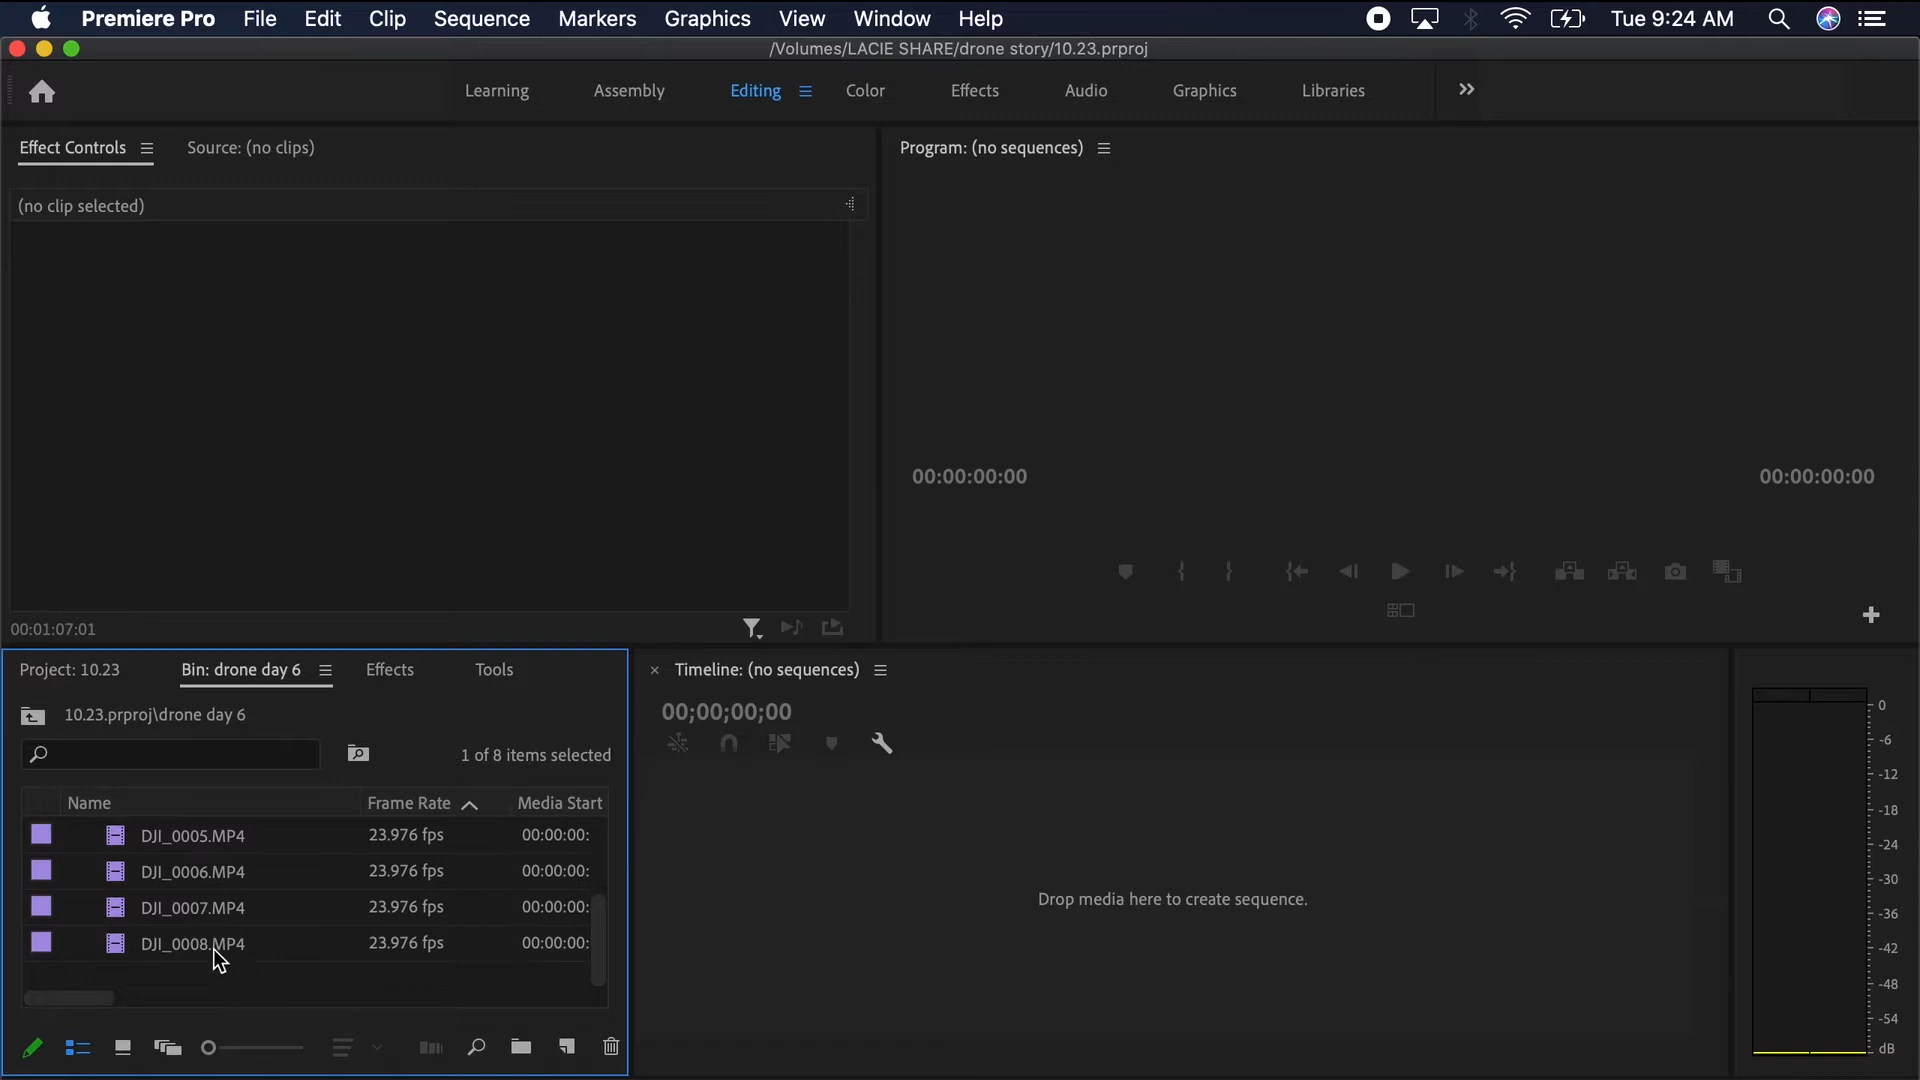 Premiere Pro File Edit Clip Sequence Markers Graphics View Window Help Tue 9:24 AM
/Volumes/LACIE SHARE/drone story/10.23.prproj
Learning Assembly Editing Color Effects Audio Graphics Libraries
Effect Controls Source: (no clips)
Program: (no sequences)
(no clip selected)
00:00:00:00 00:00:00:00
00:01:07:01
Project: 10.23 Bin: drone day 6 Effects Tools
10.23.prproj\drone day 6
1 of 8 items selected
Name Frame Rate Media Start
DJI_0005.MP4 23.976 fps 00:00:00:
DJI_0006.MP4 23.976 fps 00:00:00:
DJI_0007.MP4 23.976 fps 00:00:00:
DJI_0008.MP4 23.976 fps 00:00:00:
Timeline: (no sequences)
00;00;00;00
Drop media here to create sequence.
0
-6
-12
-18
-24
-30
-36
-42
-48
-54
dB